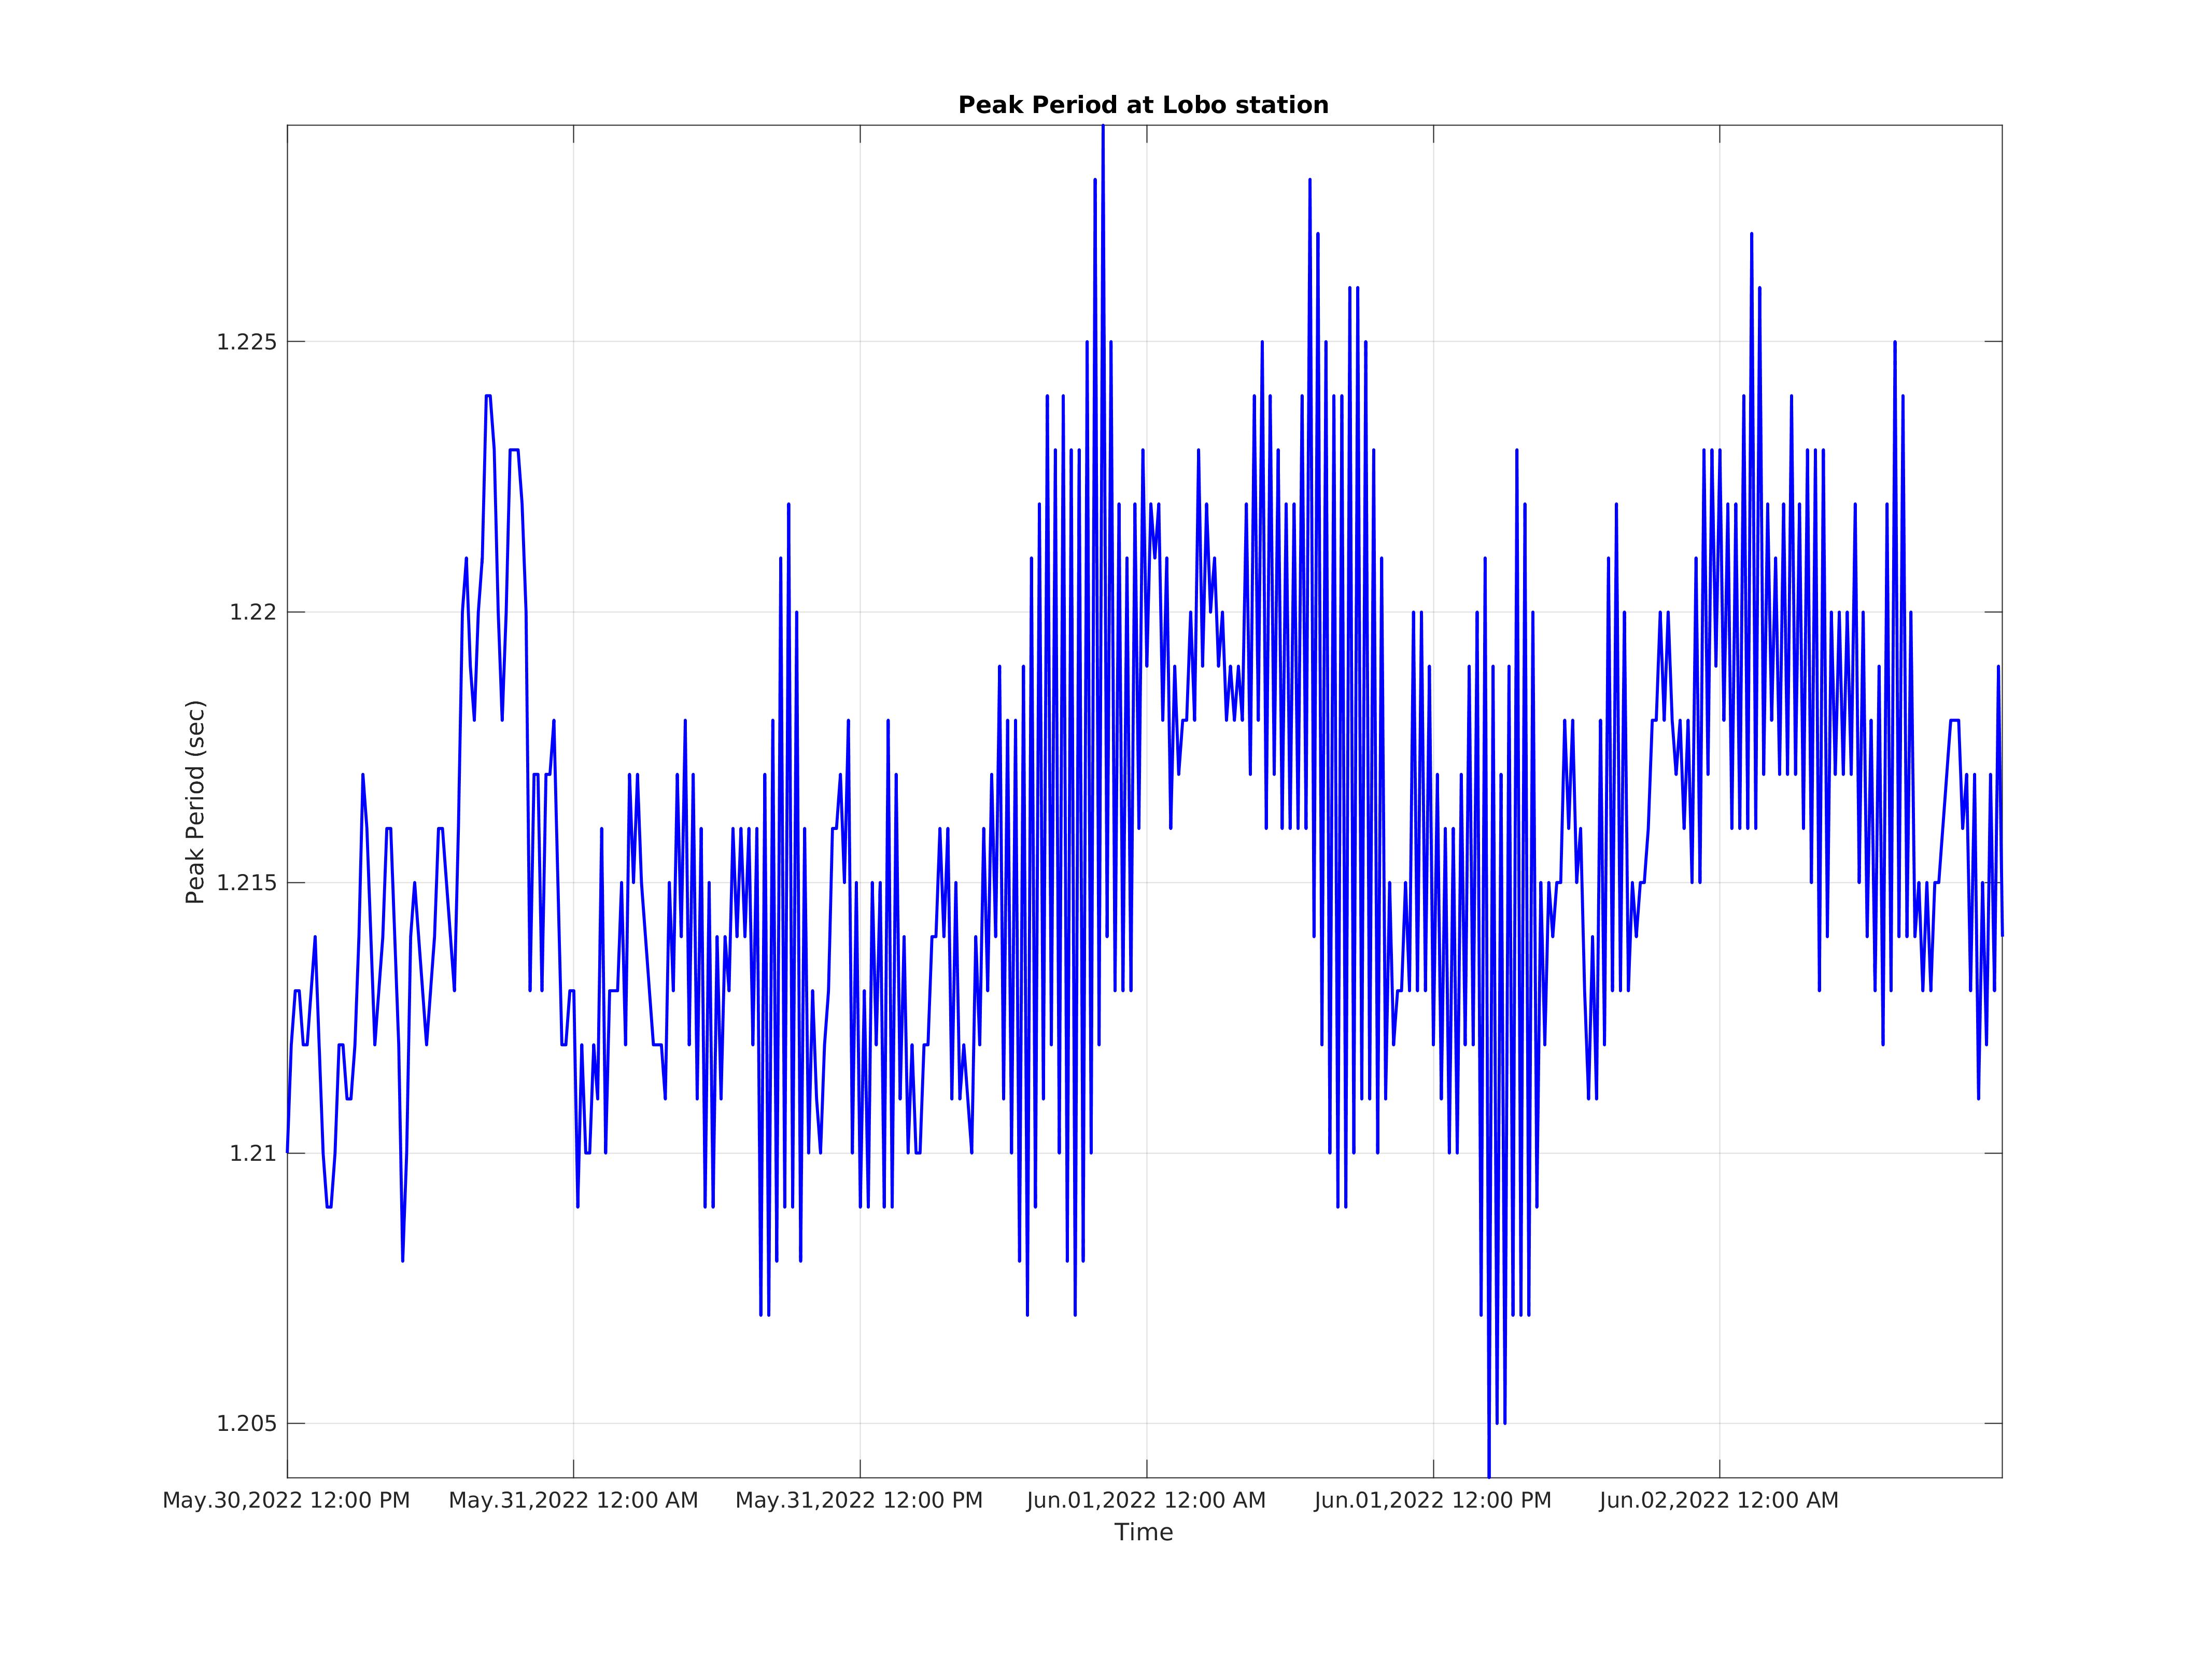 Peak Period at Lobo station
1.225
1.22
1.215
1.21
1.205
Peak Period (sec)
May.30,2022 12:00 PM
May.31,2022 12:00 AM
May.31,2022 12:00 PM
Jun.01,2022 12:00 AM
Jun.01,2022 12:00 PM
Jun.02,2022 12:00 AM
Time